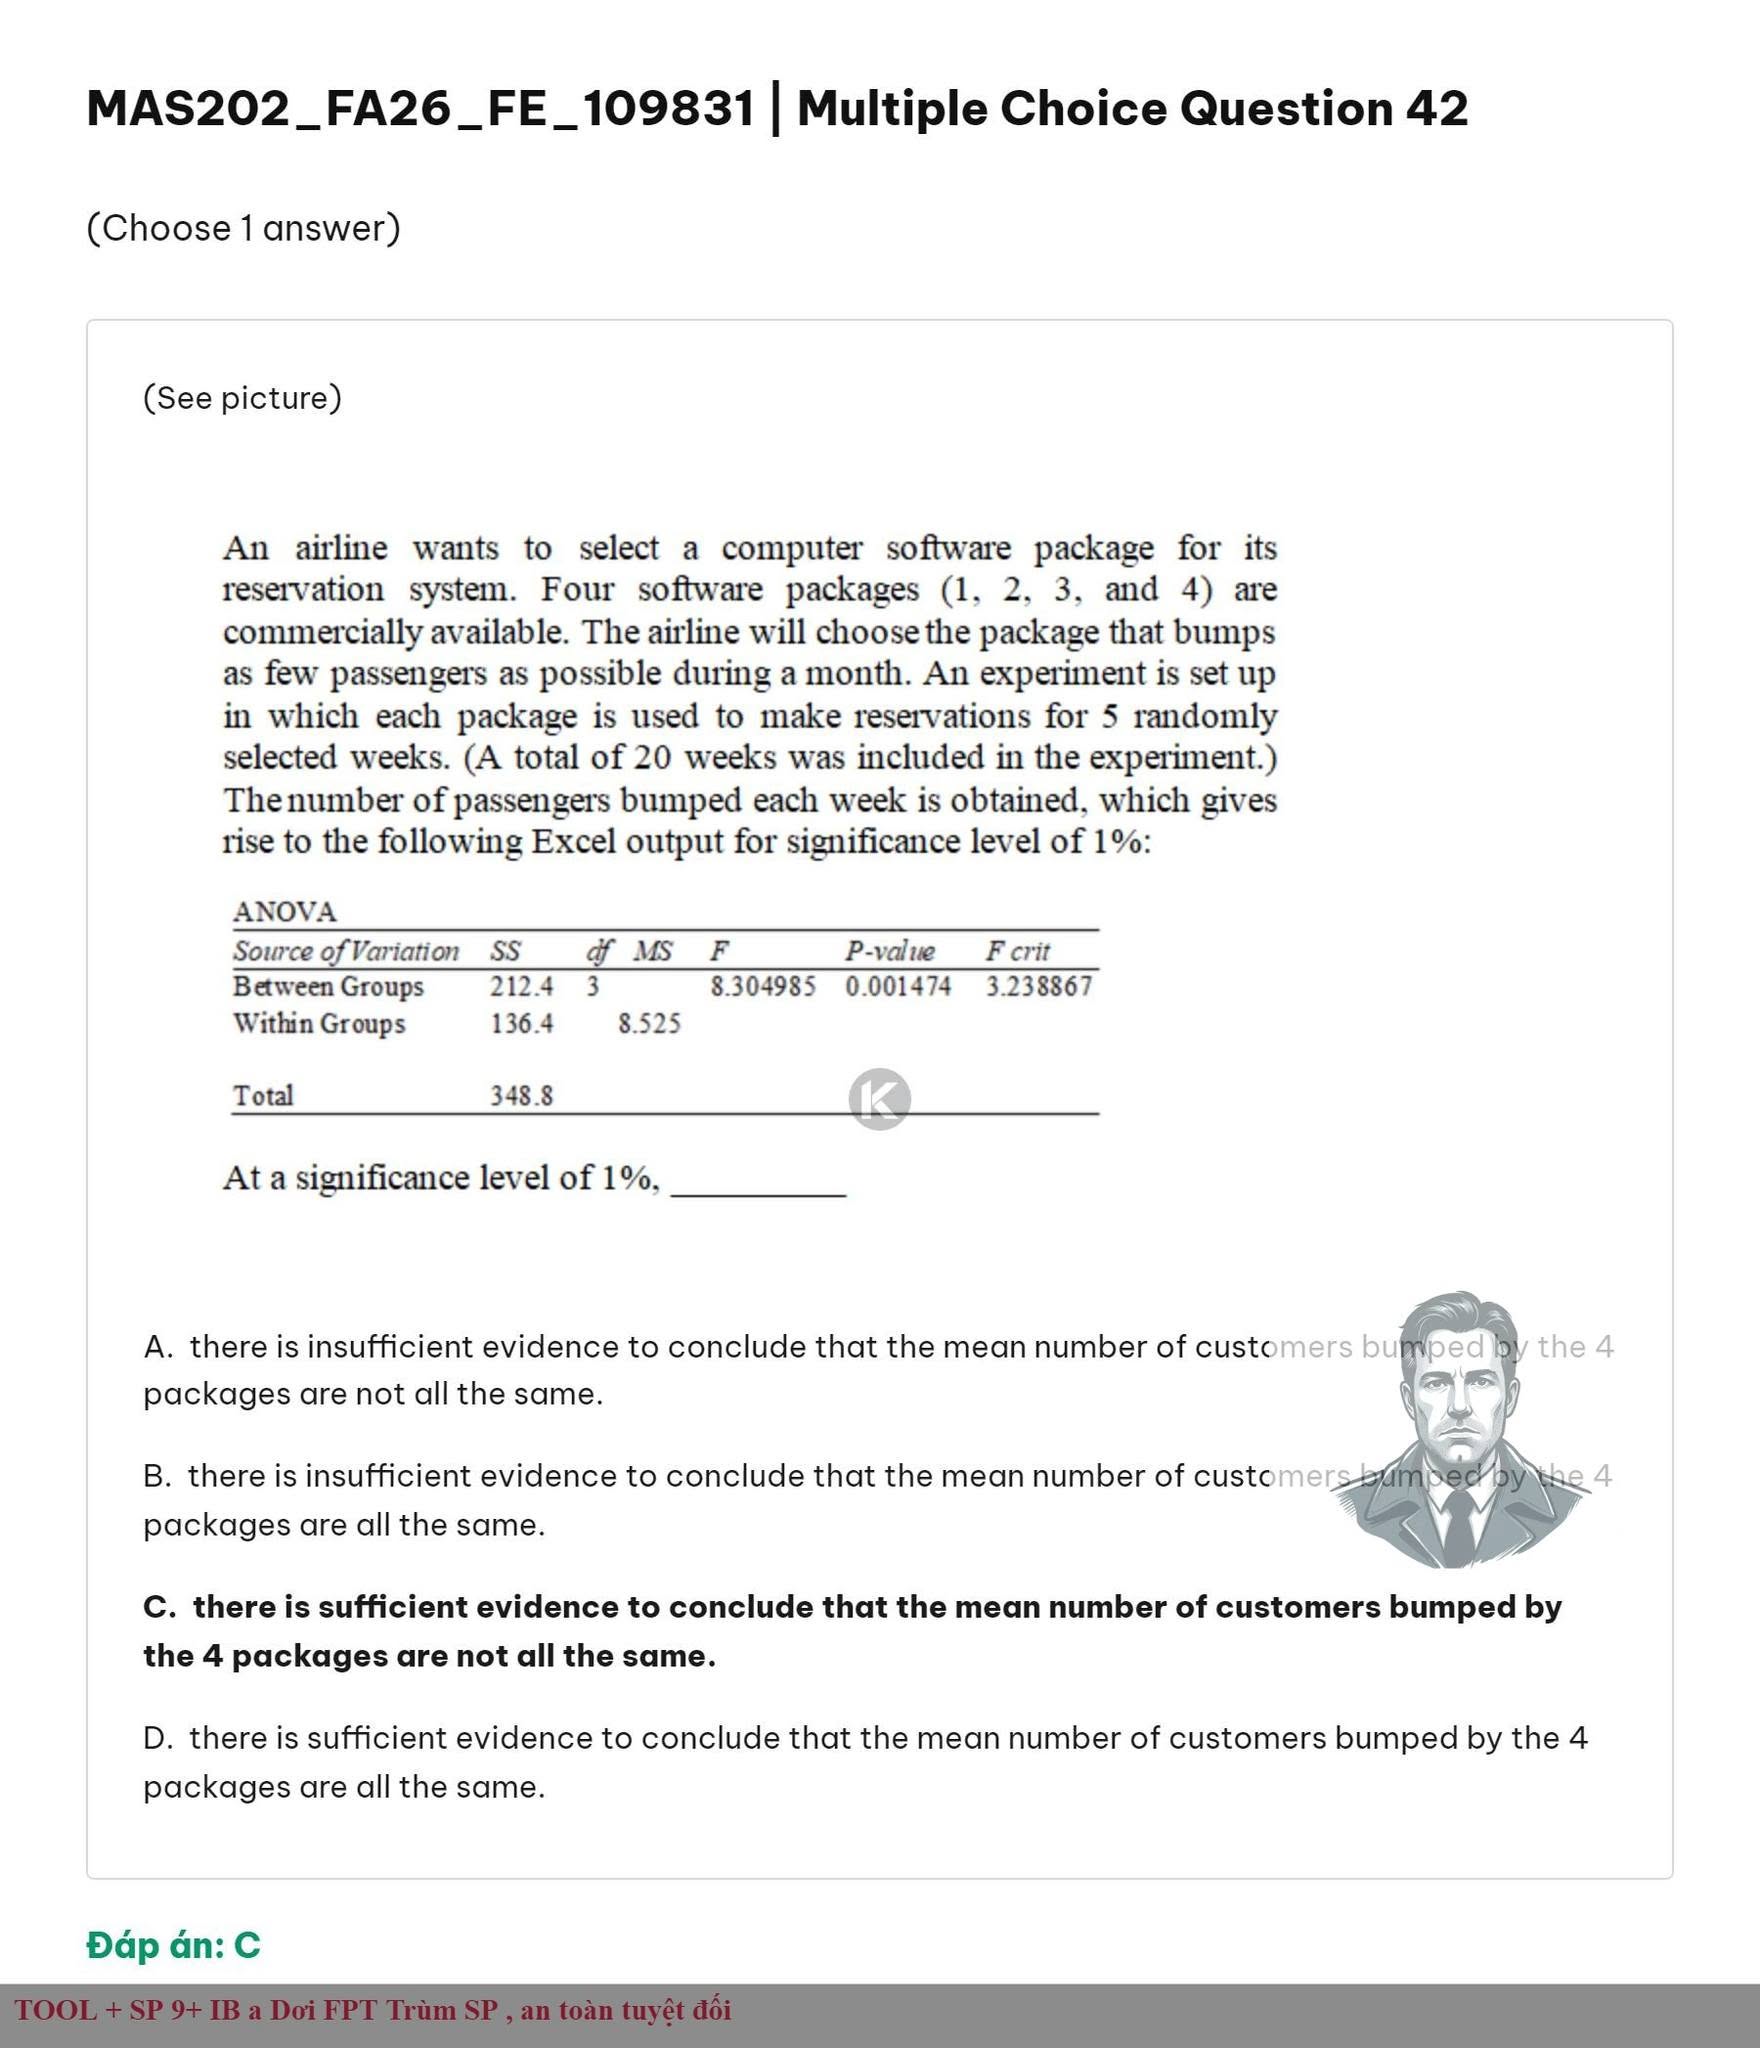 MAS202_FA26_FE_109831 | Multiple Choice Question 42
(Choose 1 answer)
(See picture)
An airline wants to select a computer software package for its
reservation system. Four software packages (1, 2, 3, and 4) are
commercially available. The airline will choose the package that bumps
as few passengers as possible during a month. An experiment is set up
in which each package is used to make reservations for 5 randomly
selected weeks. (A total of 20 weeks was included in the experiment.)
The number of passengers bumped each week is obtained, which gives
rise to the following Excel output for significance level of 1%:
ANOVA
Source of Variation SS df MS F P-value F crit
Between Groups 212.4 3 8.304985 0.001474 3.238867
Within Groups 136.4 8.525
Total 348.8
K
At a significance level of 1%, __________
A. there is insufficient evidence to conclude that the mean number of customers bumped by the 4
packages are not all the same.
B. there is insufficient evidence to conclude that the mean number of customers bumped by the 4
packages are all the same.
C. there is sufficient evidence to conclude that the mean number of customers bumped by
the 4 packages are not all the same.
D. there is sufficient evidence to conclude that the mean number of customers bumped by the 4
packages are all the same.
Đáp án: C
TOOL + SP 9+ IB a Dơi FPT Trùm SP , an toàn tuyệt đối